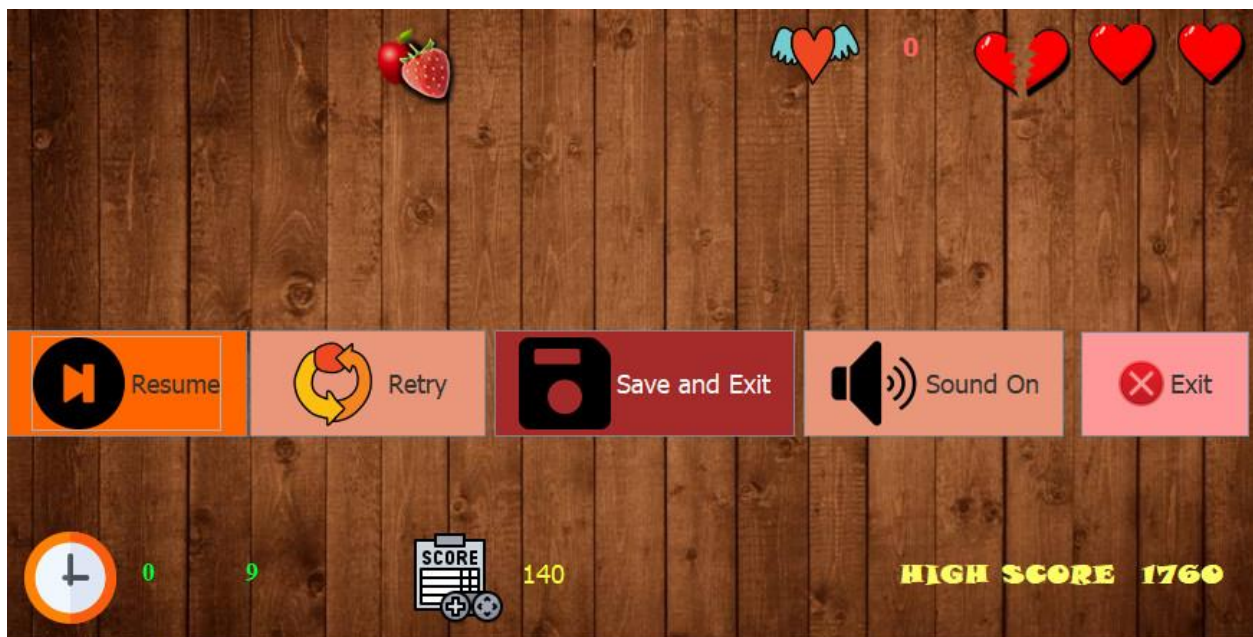 0
Resume
Retry
Save and Exit
Sound On
Exit
0 9
SCORE
140
HIGH SCORE 1760